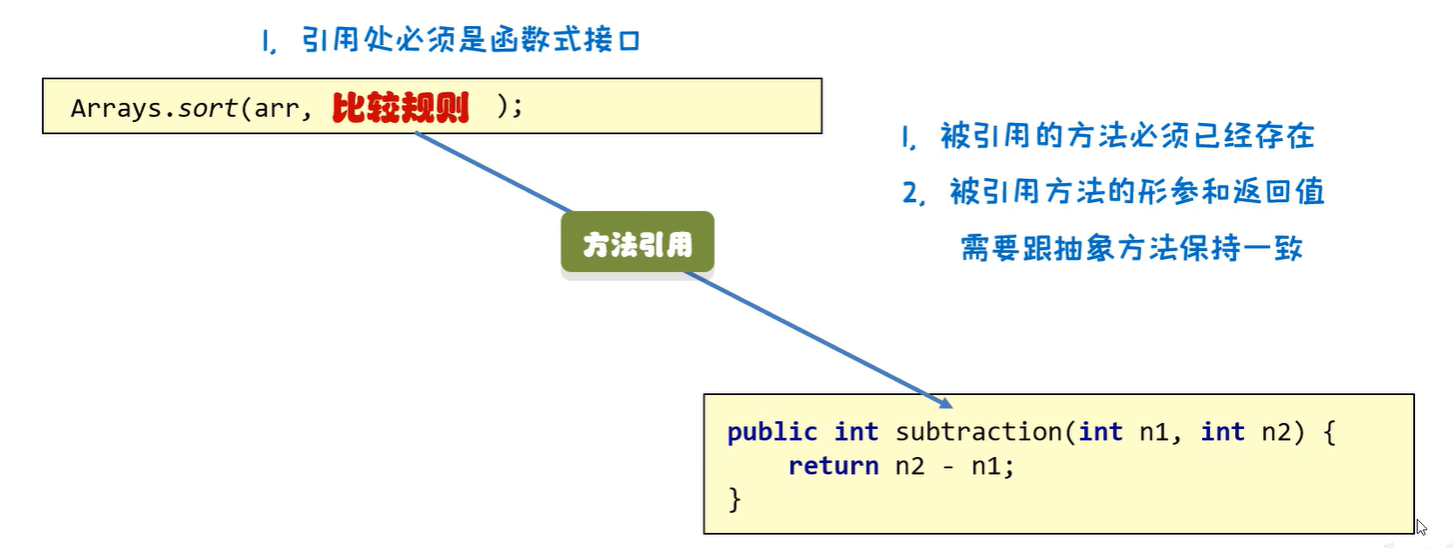 1, 引用处必须是函数式接口
Arrays.sort(arr, 比较规则 );
1, 被引用的方法必须已经存在
2, 被引用方法的形参和返回值
需要跟抽象方法保持一致
方法引用
public int subtraction(int n1, int n2) {
    return n2 - n1;
}